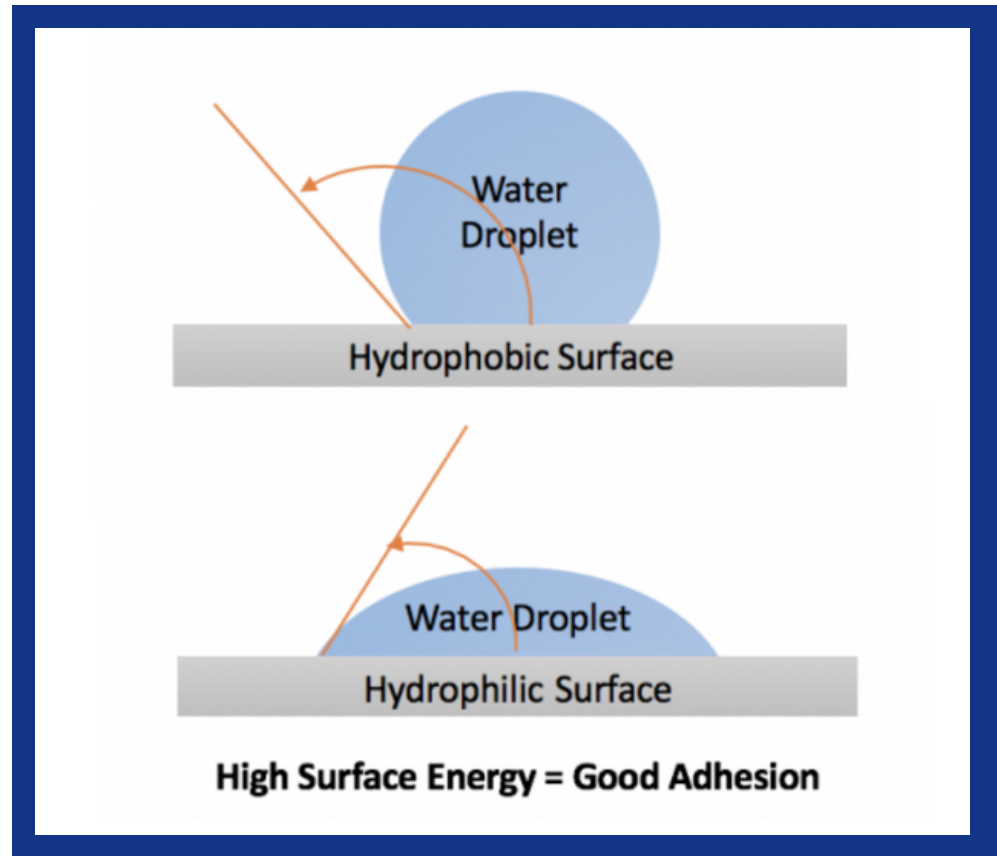 Water
Droplet
Hydrophobic Surface
Water Droplet
Hydrophilic Surface
High Surface Energy = Good Adhesion